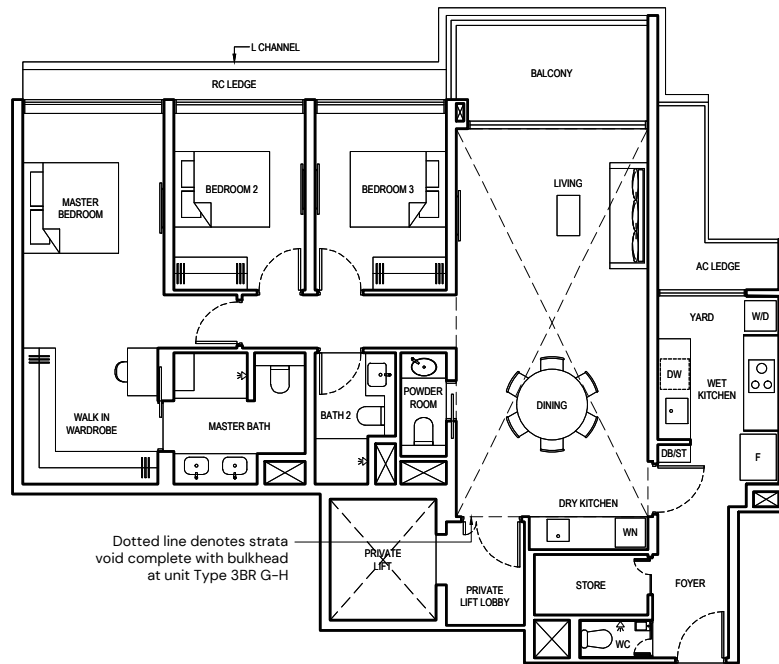 L CHANNEL
RC LEDGE
BALCONY
MASTER
BEDROOM
BEDROOM 2
BEDROOM 3
LIVING
AC LEDGE
YARD
W/D
DW
WET
KITCHEN
WALK IN
WARDROBE
MASTER BATH
BATH 2
POWDER
ROOM
DINING
DB/ST
F
DRY KITCHEN
WN
Dotted line denotes strata
void complete with bulkhead
at unit Type 3BR G-H
PRIVATE
LIFT
PRIVATE
LIFT LOBBY
STORE
FOYER
WC